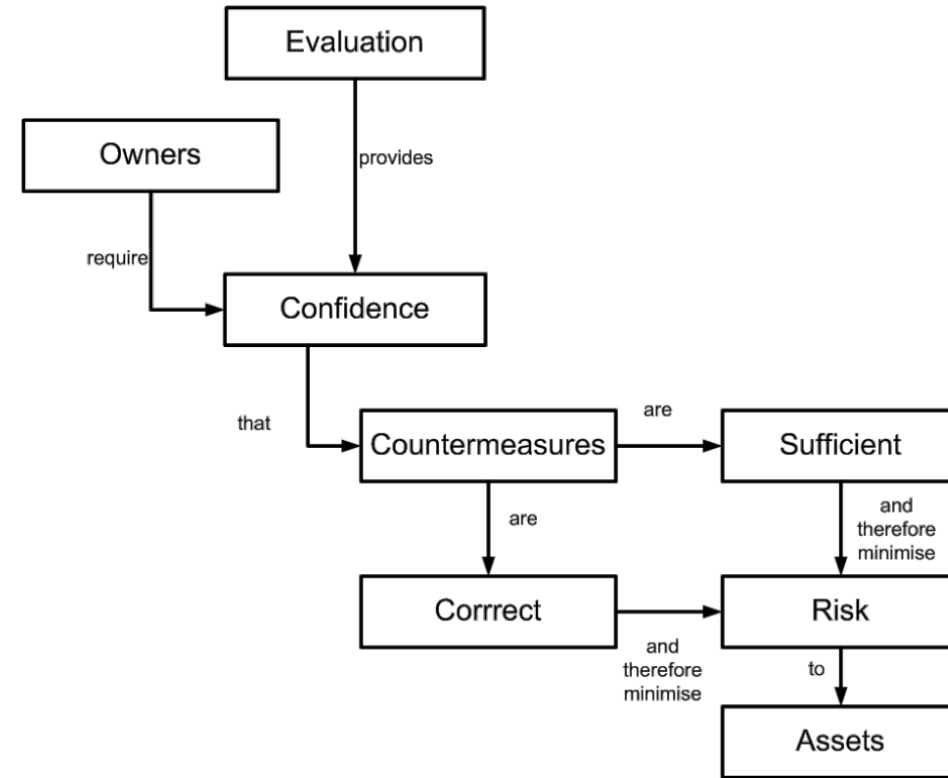 Evaluation
Owners
provides
require
Confidence
that
Countermeasures
are
Sufficient
are
and
therefore
minimise
Corrrect
and
therefore
minimise
Risk
to
Assets